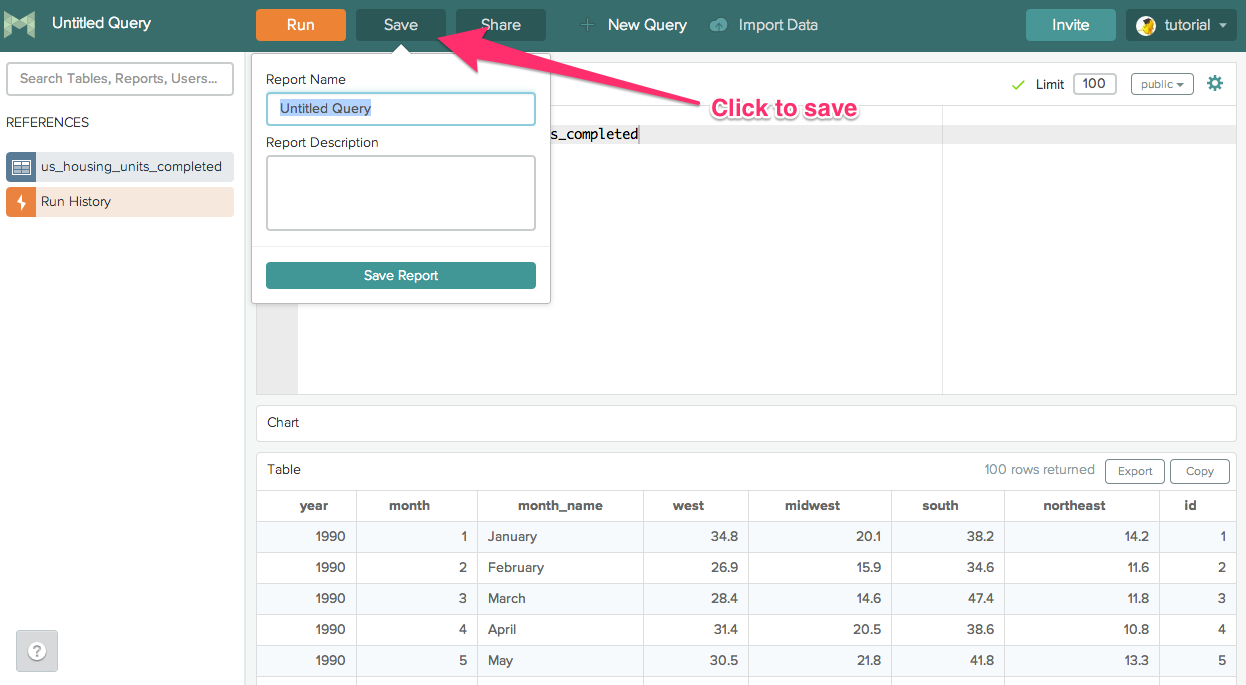 Untitled Query
Run
Save
Share
New Query
Import Data
Invite
tutorial
Search Tables, Reports, Users...
REFERENCES
us_housing_units_completed
Run History
Report Name
Untitled Query
Report Description
Save Report
Click to save
Limit
100
public
s_completed
Chart
Table
100 rows returned
Export
Copy
year month month_name west midwest south northeast id
1990 1 January 34.8 20.1 38.2 14.2 1
1990 2 February 26.9 15.9 34.6 11.6 2
1990 3 March 28.4 14.6 47.4 11.8 3
1990 4 April 31.4 20.5 38.6 10.8 4
1990 5 May 30.5 21.8 41.8 13.3 5
?